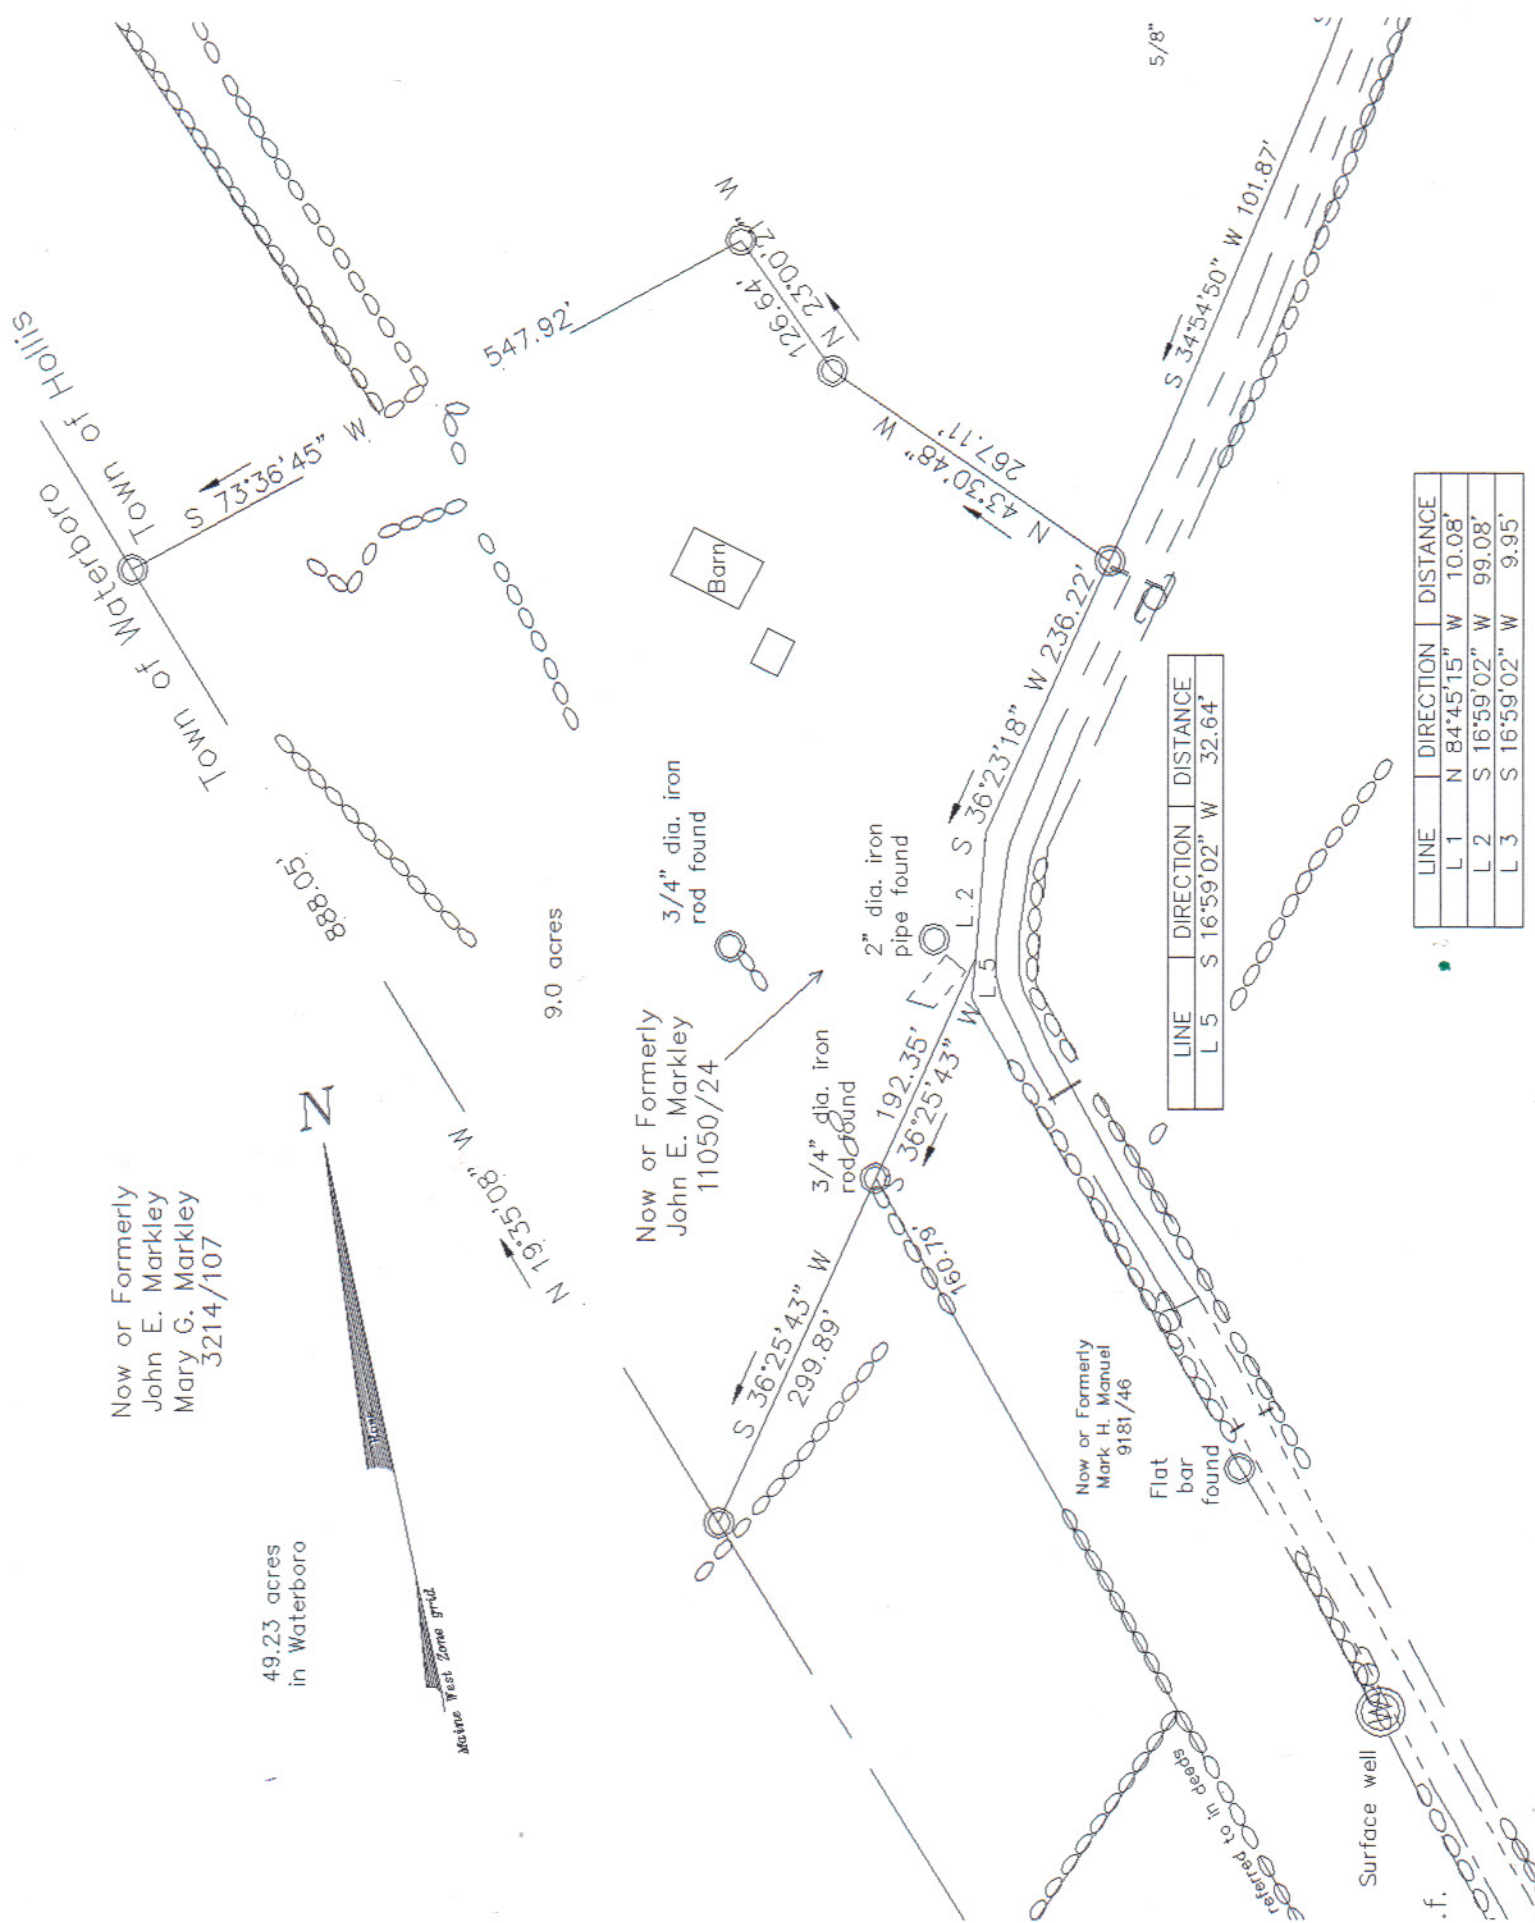 Town of Hollis
Town of Waterboro
Town of Hollis
Town of Waterboro
S 73°36'45" W
547.92'
126.64'
N 23°00'21" W
N 43°30'48" W
267.11'
5/8"
S 34°54'50" W 101.87'
S 36°23'18" W 236.22'
Barn
888.05'
N 19°35'08" W
9.0 acres
3/4" dia. iron
rod found
2" dia. iron
pipe found
L 2
L 5
Now or Formerly
John E. Markley
11050/24
3/4" dia. iron
rod found
192.35'
S 36°25'43" W
S 36°25'43" W
299.89'
160.79'
Now or Formerly
John E. Markley
Mary G. Markley
3214/107
N
Maine West Zone grid
49.23 acres
in Waterboro
Now or Formerly
Mark H. Manuel
9181/46
Flat
bar
found
W
Surface well
referred to in deeds
.f.
LINE DIRECTION DISTANCE
L 5 S 16°59'02" W 32.64'
LINE DIRECTION DISTANCE
L 1 N 84°45'15" W 10.08'
L 2 S 16°59'02" W 99.08'
L 3 S 16°59'02" W 9.95'